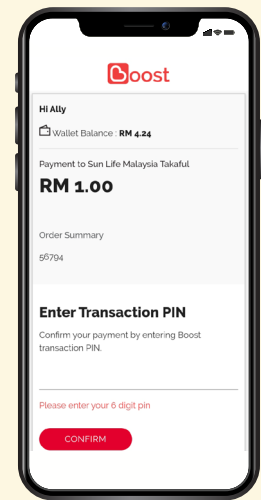 Boost
Hi Ally
Wallet Balance : RM 4.24
Payment to Sun Life Malaysia Takaful
RM 1.00
Order Summary
56794
Enter Transaction PIN
Confirm your payment by entering Boost
transaction PIN.
Please enter your 6 digit pin
CONFIRM